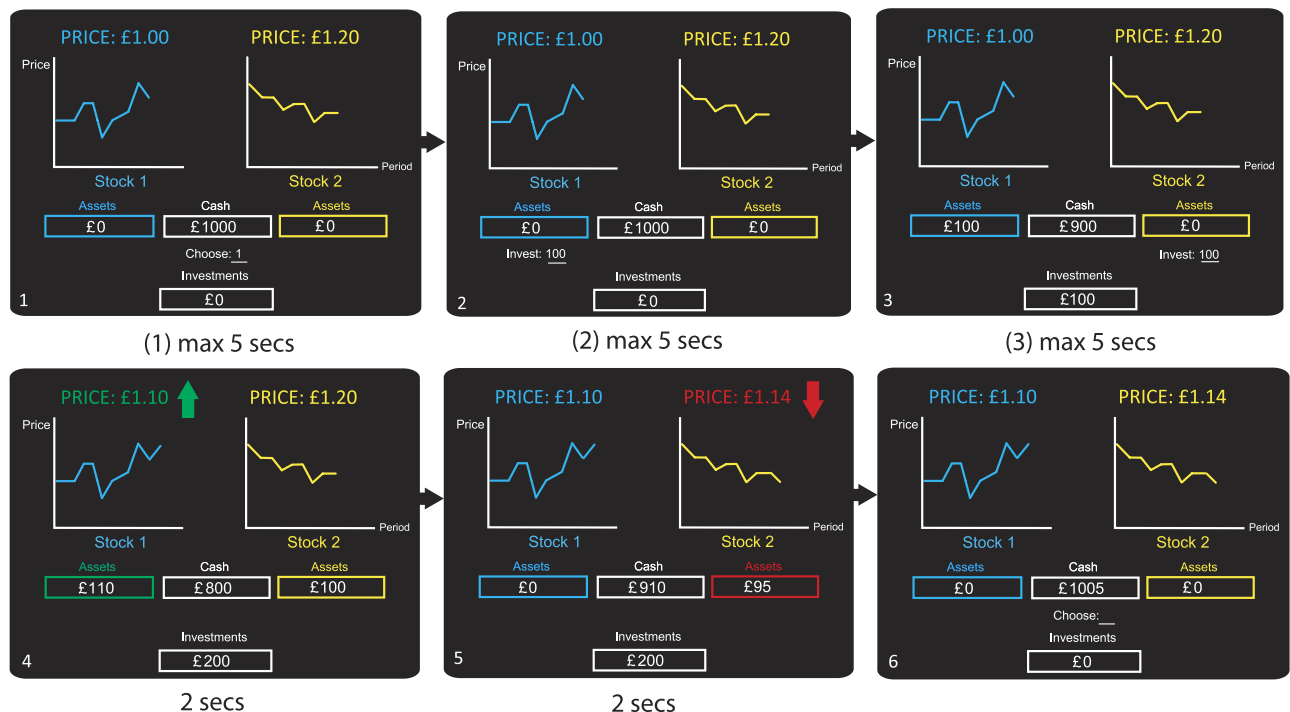 PRICE: £1.00 PRICE: £1.20
Price
Period
Stock 1 Stock 2
Assets Cash Assets
£0 £1000 £0
Choose: 1
Investments
£0
1
(1) max 5 secs
PRICE: £1.00 PRICE: £1.20
Price
Period
Stock 1 Stock 2
Assets Cash Assets
£0 £1000 £0
Invest: 100
Investments
£0
2
(2) max 5 secs
PRICE: £1.00 PRICE: £1.20
Price
Period
Stock 1 Stock 2
Assets Cash Assets
£100 £900 £0
Invest: 100
Investments
£100
3
(3) max 5 secs
PRICE: £1.10 PRICE: £1.20
Price
Period
Stock 1 Stock 2
Assets Cash Assets
£110 £800 £100
Investments
£200
4
2 secs
PRICE: £1.10 PRICE: £1.14
Price
Period
Stock 1 Stock 2
Assets Cash Assets
£0 £910 £95
Investments
£200
5
2 secs
PRICE: £1.10 PRICE: £1.14
Price
Period
Stock 1 Stock 2
Assets Cash Assets
£0 £1005 £0
Choose:__
Investments
£0
6